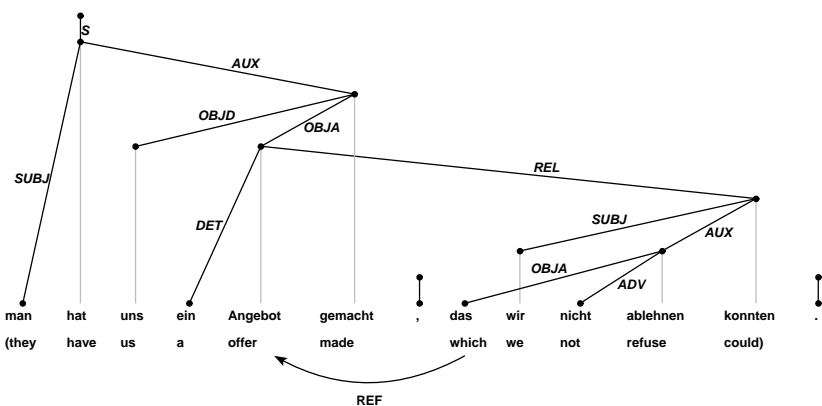 S
AUX
OBJD
OBJA
REL
SUBJ
DET
SUBJ
AUX
OBJA
ADV
man hat uns ein Angebot gemacht , das wir nicht ablehnen konnten .
(they have us a offer made which we not refuse could)
REF